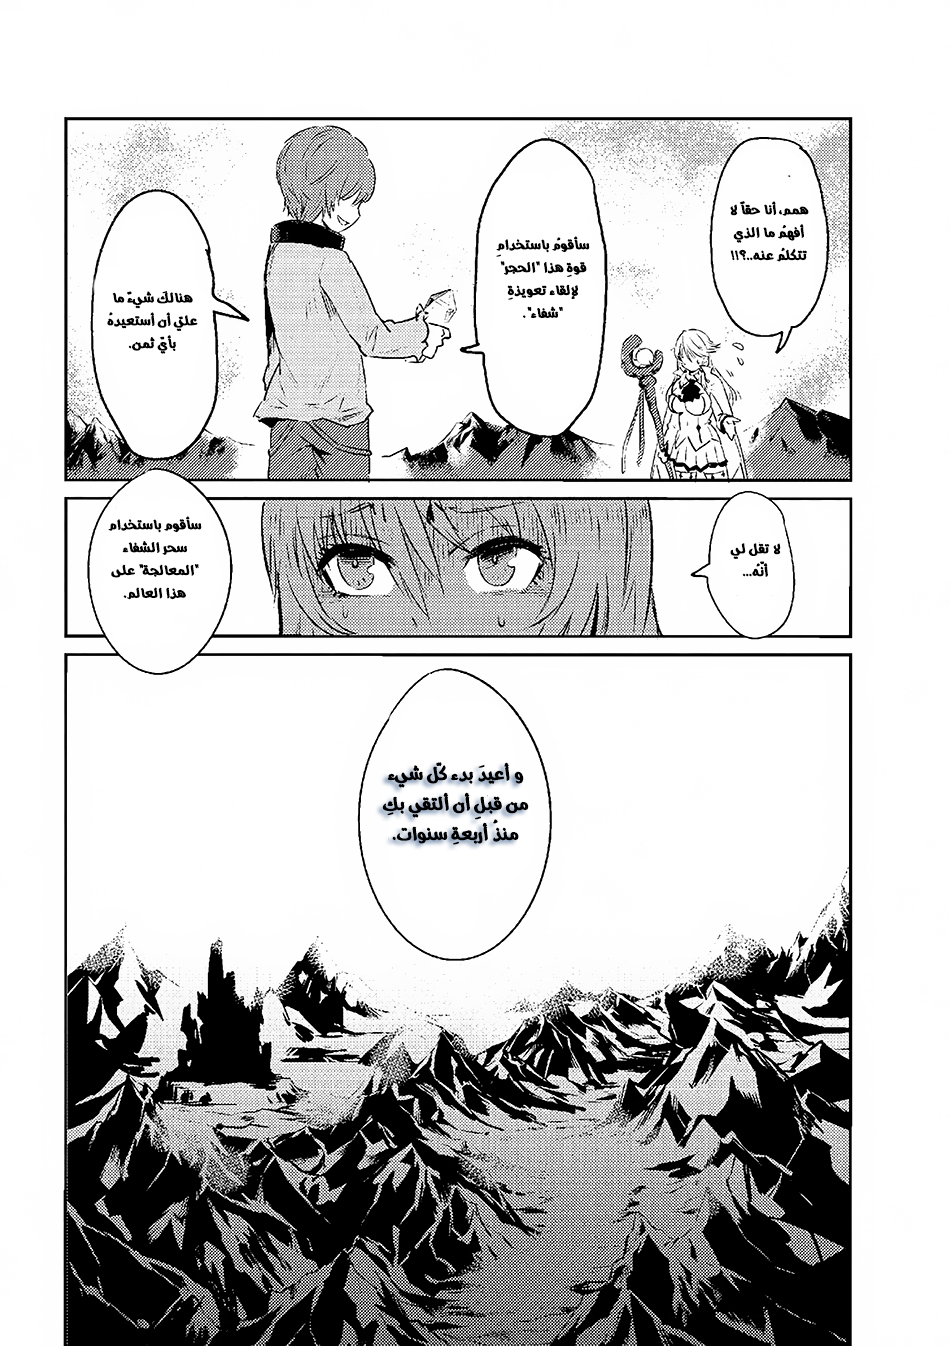 همم، أنا حقاً لا
أفهمُ ما الذي
تتكلمُ عنه..؟!!
سأقومُ باستخدامِ
قوةِ هذا "الحجر"
لإلقاء تعويذةِ
"شفاء".
هنالكَ شيءٌ ما
عليّ أن أستعيدهُ
بأيّ ثمن.
لا تقل لي
أنّهُ...
سأقوم باستخدام
سحر الشفاء
"المعالجة" على
هذا العالم.
و أعيدَ بدء كّل شيء
من قبلِ أن ألتقي بكِ
منذُ أربعةِ سنوات.